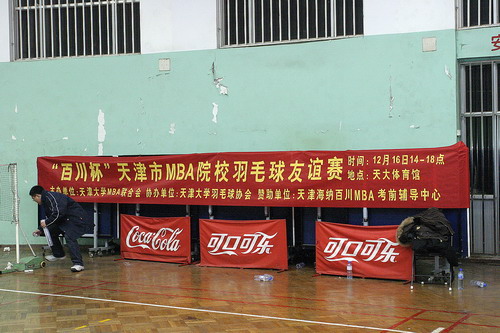 “百川杯”天津市MBA院校羽毛球友谊赛
时间：12月16日14-18点
地点：天大体育馆
主办单位：天津大学MBA联合会 协办单位：天津大学羽毛球协会 赞助单位：天津海纳百川MBA考前辅导中心
Coca-Cola
可口可乐
可口可乐